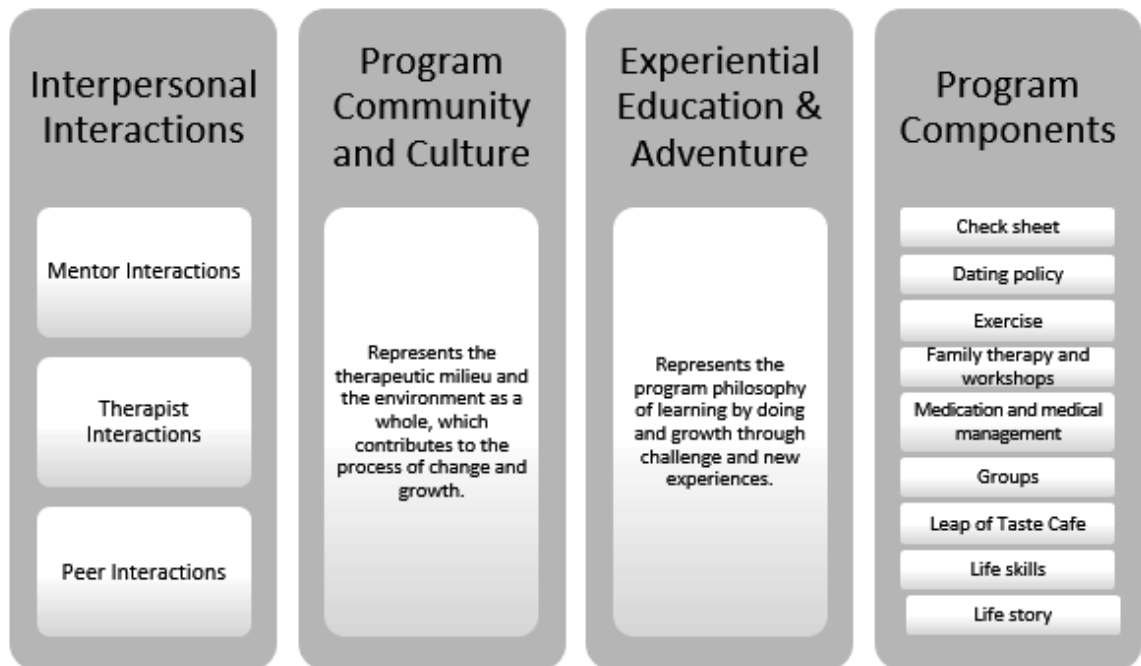 Interpersonal
Interactions
Mentor Interactions
Therapist
Interactions
Peer Interactions
Program
Community
and Culture
Represents the
therapeutic milieu and
the environment as a
whole, which
contributes to the
process of change and
growth.
Experiential
Education &
Adventure
Represents the
program philosophy
of learning by doing
and growth through
challenge and new
experiences.
Program
Components
Check sheet
Dating policy
Exercise
Family therapy and
workshops
Medication and medical
management
Groups
Leap of Taste Cafe
Life skills
Life story